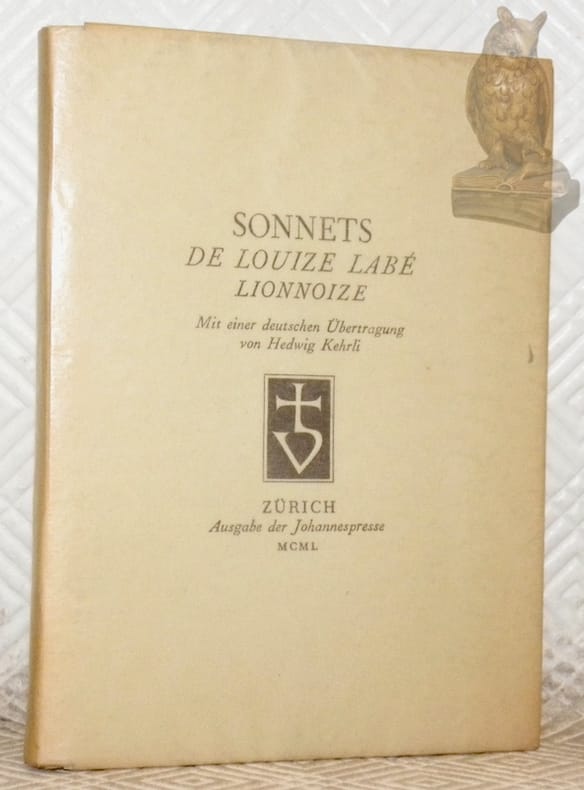 SONNETS
DE LOUIZE LABÉ
LIONNOIZE
Mit einer deutschen Übertragung
von Hedwig Kehrli
ZÜRICH
Ausgabe der Johannespresse
MCML